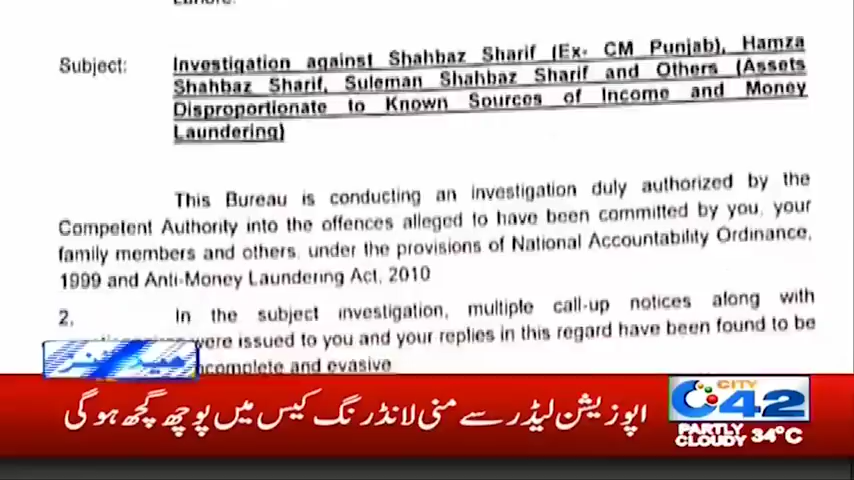 Subject:
Investigation against Shahbaz Sharif (Ex- CM Punjab), Hamza
Shahbaz Sharif, Suleman Shahbaz Sharif and Others (Assets
Disproportionate to Known Sources of Income and Money
Laundering)
This Bureau is conducting an investigation duly authorized by the
Competent Authority into the offences alleged to have been committed by you, your
family members and others, under the provisions of National Accountability Ordinance,
1999 and Anti-Money Laundering Act, 2010
2. In the subject investigation, multiple call-up notices along with
were issued to you and your replies in this regard have been found to be
incomplete and evasive
ہیڈ لائنز
اپوزیشن لیڈر سے منی لانڈرنگ کیس میں پوچھ گچھ ہوگی
CITY
42
PARTLY
CLOUDY 34°C